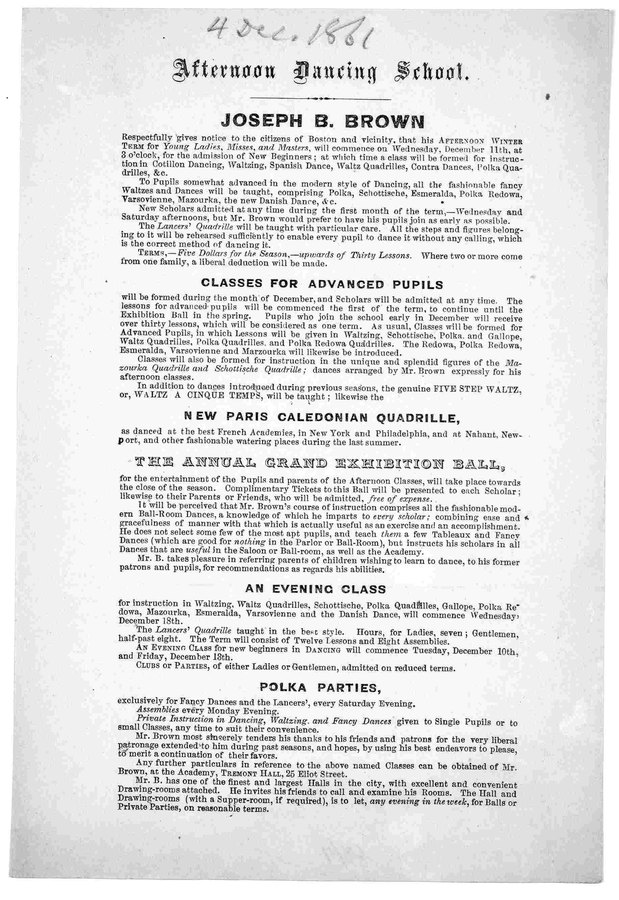 4 Dec. 1861
Afternoon Dancing School.
JOSEPH B. BROWN
Respectfully gives notice to the citizens of Boston and vicinity, that his AFTERNOON WINTER
TERM for Young Ladies, Misses, and Masters, will commence on Wednesday, December 11th, at
3 o'clock, for the admission of New Beginners; at which time a class will be formed for instruc-
tion in Cotillon Dancing, Waltzing, Spanish Dance, Waltz Quadrilles, Contra Dances, Polka Qua-
drilles, &c.
To Pupils somewhat advanced in the modern style of Dancing, all the fashionable fancy
Waltzes and Dances will be taught, comprising Polka, Schottische, Esmeralda, Polka Redowa,
Varsovienne, Mazourka, the new Danish Dance, &c.
New Scholars admitted at any time during the first month of the term,—Wednesday and
Saturday afternoons, but Mr. Brown would prefer to have his pupils join as early as possible.
The Lancers' Quadrille will be taught with particular care. All the steps and figures belong-
ing to it will be rehearsed sufficiently to enable every pupil to dance it without any calling, which
is the correct method of dancing it.
TERMS,—Five Dollars for the Season,—upwards of Thirty Lessons. Where two or more come
from one family, a liberal deduction will be made.
CLASSES FOR ADVANCED PUPILS
will be formed during the month of December, and Scholars will be admitted at any time. The
lessons for advanced pupils will be commenced the first of the term, to continue until the
Exhibition Ball in the spring. Pupils who join the school early in December will receive
over thirty lessons, which will be considered as one term. As usual, Classes will be formed for
Advanced Pupils, in which Lessons will be given in Waltzing, Schottische, Polka, and Gallope,
Waltz Quadrilles, Polka Quadrilles, and Polka Redowa Quadrilles. The Redowa, Polka Redowa,
Esmeralda, Varsovienne and Marzourka will likewise be introduced.
Classes will also be formed for instruction in the unique and splendid figures of the Ma-
zourka Quadrille and Schottische Quadrille; dances arranged by Mr. Brown expressly for his
afternoon classes.
In addition to dances introduced during previous seasons, the genuine FIVE STEP WALTZ,
or, WALTZ A CINQUE TEMPS, will be taught; likewise the
NEW PARIS CALEDONIAN QUADRILLE,
as danced at the best French Academies, in New York and Philadelphia, and at Nahant, New-
port, and other fashionable watering places during the last summer.
THE ANNUAL GRAND EXHIBITION BALL,
for the entertainment of the Pupils and parents of the Afternoon Classes, will take place towards
the close of the season. Complimentary Tickets to this Ball will be presented to each Scholar;
likewise to their Parents or Friends, who will be admitted, free of expense.
It will be perceived that Mr. Brown's course of instruction comprises all the fashionable mod-
ern Ball-Room Dances, a knowledge of which he imparts to every scholar; combining ease and
gracefulness of manner with that which is actually useful as an exercise and an accomplishment.
He does not select some few of the most apt pupils, and teach them a few Tableaux and Fancy
Dances (which are good for nothing in the Parlor or Ball-Room), but instructs his scholars in all
Dances that are useful in the Saloon or Ball-room, as well as the Academy.
Mr. B. takes pleasure in referring parents of children wishing to learn to dance, to his former
patrons and pupils, for recommendations as regards his abilities.
AN EVENING CLASS
for instruction in Waltzing, Waltz Quadrilles, Schottische, Polka Quadrilles, Gallope, Polka Re-
dowa, Mazourka, Esmeralda, Varsovienne and the Danish Dance, will commence Wednesday,
December 18th.
The Lancers' Quadrille taught in the best style. Hours, for Ladies, seven; Gentlemen,
half-past eight. The Term will consist of Twelve Lessons and Eight Assemblies.
AN EVENING CLASS for new beginners in DANCING will commence Tuesday, December 10th,
and Friday, December 13th.
CLUBS or PARTIES, of either Ladies or Gentlemen, admitted on reduced terms.
POLKA PARTIES,
exclusively for Fancy Dances and the Lancers', every Saturday Evening.
Assemblies every Monday Evening.
Private Instruction in Dancing, Waltzing, and Fancy Dances given to Single Pupils or to
small Classes, any time to suit their convenience.
Mr. Brown most sincerely tenders his thanks to his friends and patrons for the very liberal
patronage extended to him during past seasons, and hopes, by using his best endeavors to please,
to merit a continuation of their favors.
Any further particulars in reference to the above named Classes can be obtained of Mr.
Brown, at the Academy, TREMONT HALL, 25 Eliot Street.
Mr. B. has one of the finest and largest Halls in the city, with excellent and convenient
Drawing-rooms attached. He invites his friends to call and examine his Rooms. The Hall and
Drawing-rooms (with a Supper-room, if required), is to let, any evening in the week, for Balls or
Private Parties, on reasonable terms.